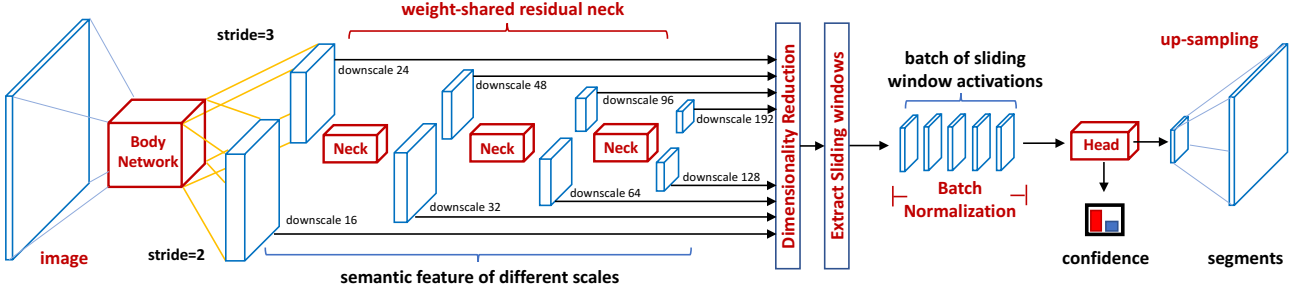 weight-shared residual neck
stride=3
downscale 24
downscale 48
downscale 96
downscale 192
Body
Network
Neck
Neck
Neck
downscale 128
downscale 64
downscale 32
downscale 16
image
stride=2
semantic feature of different scales
Dimensionality Reduction
Extract Sliding windows
batch of sliding
window activations
Batch
Normalization
Head
confidence
up-sampling
segments